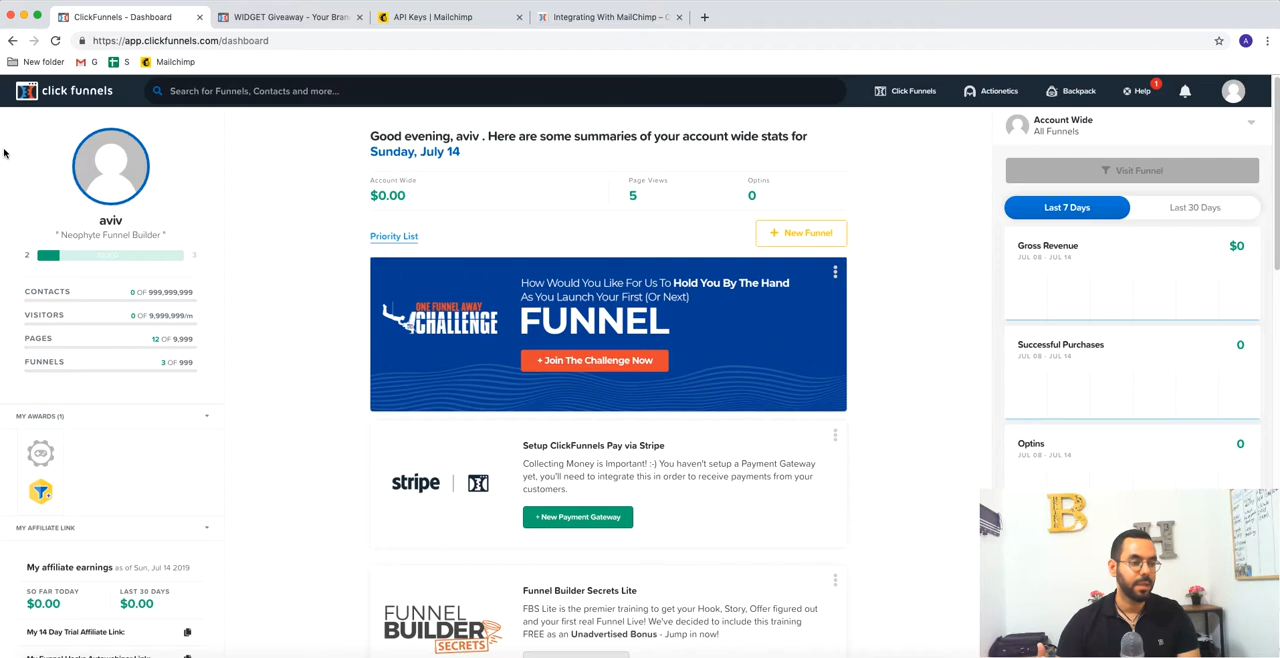 ClickFunnels - Dashboard
WIDGET Giveaway - Your Bran
API Keys | Mailchimp
Integrating With MailChimp – C
https://app.clickfunnels.com/dashboard
A
New folder
G
S
Mailchimp
click funnels
Search for Funnels, Contacts and more...
Click Funnels
Actionetics
Backpack
Help
1
aviv
" Neophyte Funnel Builder "
2
3
CONTACTS 0 OF 999,999,999
VISITORS 0 OF 9,999,999/m
PAGES 12 OF 9,999
FUNNELS 3 OF 999
MY AWARDS (1)
MY AFFILIATE LINK
My affiliate earnings as of Sun, Jul 14 2019
SO FAR TODAY LAST 30 DAYS
$0.00 $0.00
My 14 Day Trial Affiliate Link:
Good evening, aviv . Here are some summaries of your account wide stats for
Sunday, July 14
Account Wide Page Views Optins
$0.00 5 0
Priority List
+ New Funnel
ONE FUNNEL AWAY
CHALLENGE
How Would You Like For Us To Hold You By The Hand
As You Launch Your First (Or Next)
FUNNEL
+ Join The Challenge Now
stripe
Setup ClickFunnels Pay via Stripe
Collecting Money is Important! :-) You haven't setup a Payment Gateway
yet, you'll need to integrate this in order to receive payments from your
customers.
+ New Payment Gateway
FUNNEL
BUILDER
SECRETS
Funnel Builder Secrets Lite
FBS Lite is the premier training to get your Hook, Story, Offer figured out
and your first real Funnel Live! We've decided to include this training
FREE as an Unadvertised Bonus - Jump in now!
Account Wide
All Funnels
Visit Funnel
Last 7 Days
Last 30 Days
Gross Revenue $0
JUL 08 - JUL 14
Successful Purchases 0
JUL 08 - JUL 14
Optins 0
JUL 08 - JUL 14
B
H